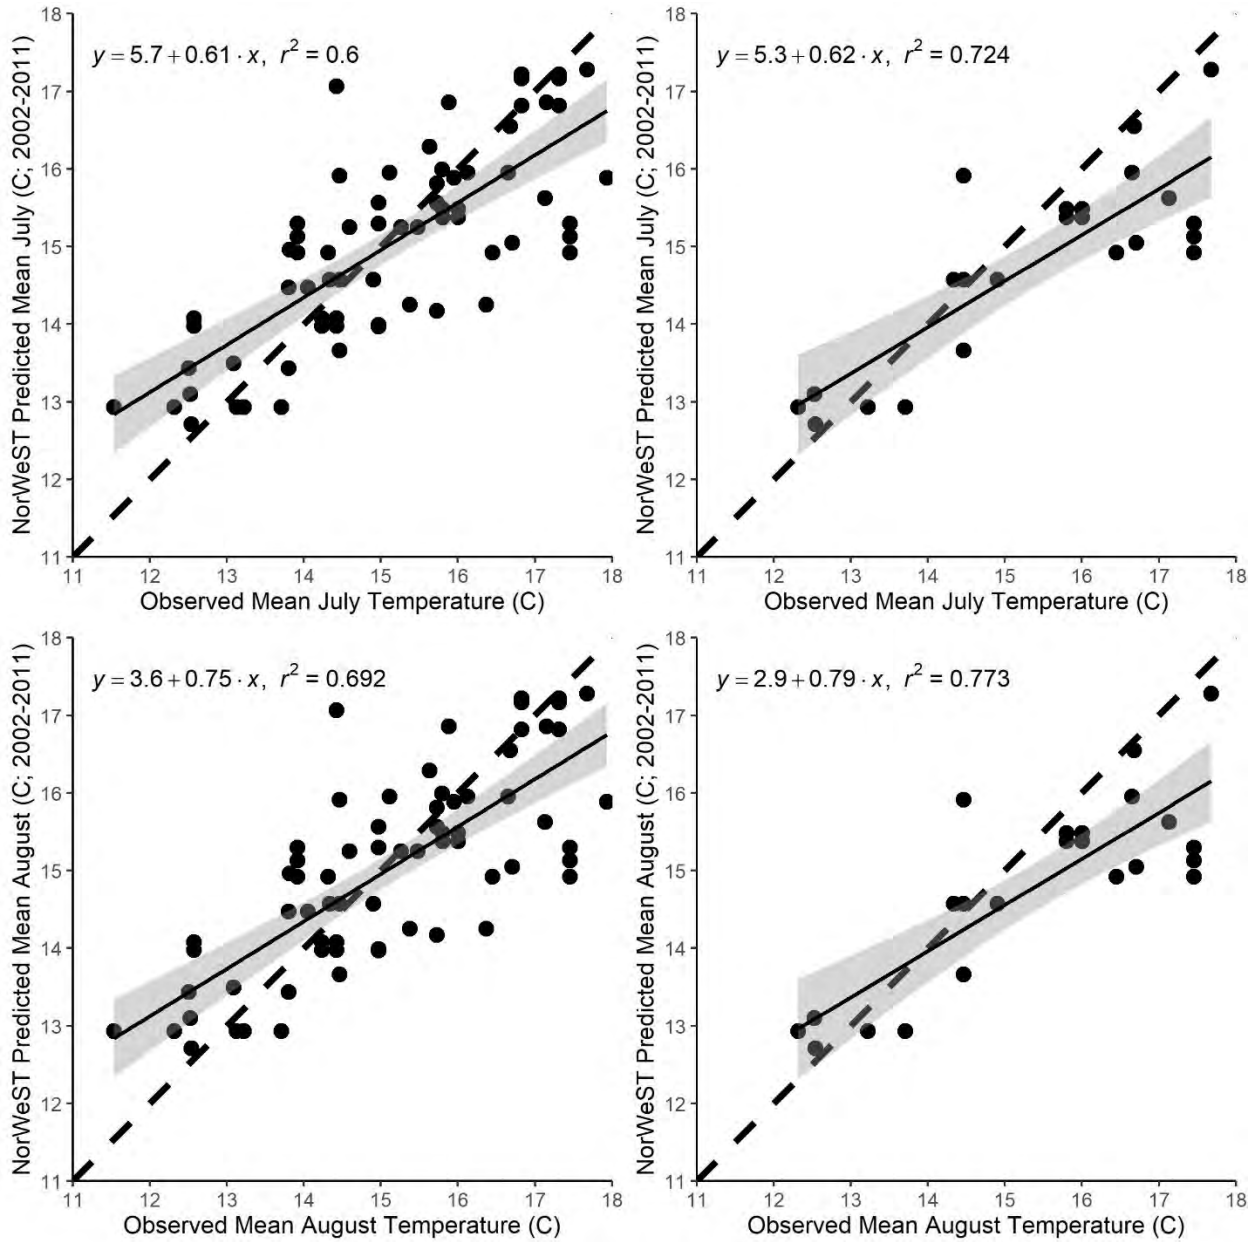 y = 5.7 + 0.61 · x, r² = 0.6
NorWeST Predicted Mean July (C; 2002-2011)
18
17
16
15
14
13
12
11
11 12 13 14 15 16 17 18
Observed Mean July Temperature (C)
y = 5.3 + 0.62 · x, r² = 0.724
NorWeST Predicted Mean July (C; 2002-2011)
18
17
16
15
14
13
12
11
11 12 13 14 15 16 17 18
Observed Mean July Temperature (C)
y = 3.6 + 0.75 · x, r² = 0.692
NorWeST Predicted Mean August (C; 2002-2011)
18
17
16
15
14
13
12
11
11 12 13 14 15 16 17 18
Observed Mean August Temperature (C)
y = 2.9 + 0.79 · x, r² = 0.773
NorWeST Predicted Mean August (C; 2002-2011)
18
17
16
15
14
13
12
11
11 12 13 14 15 16 17 18
Observed Mean August Temperature (C)